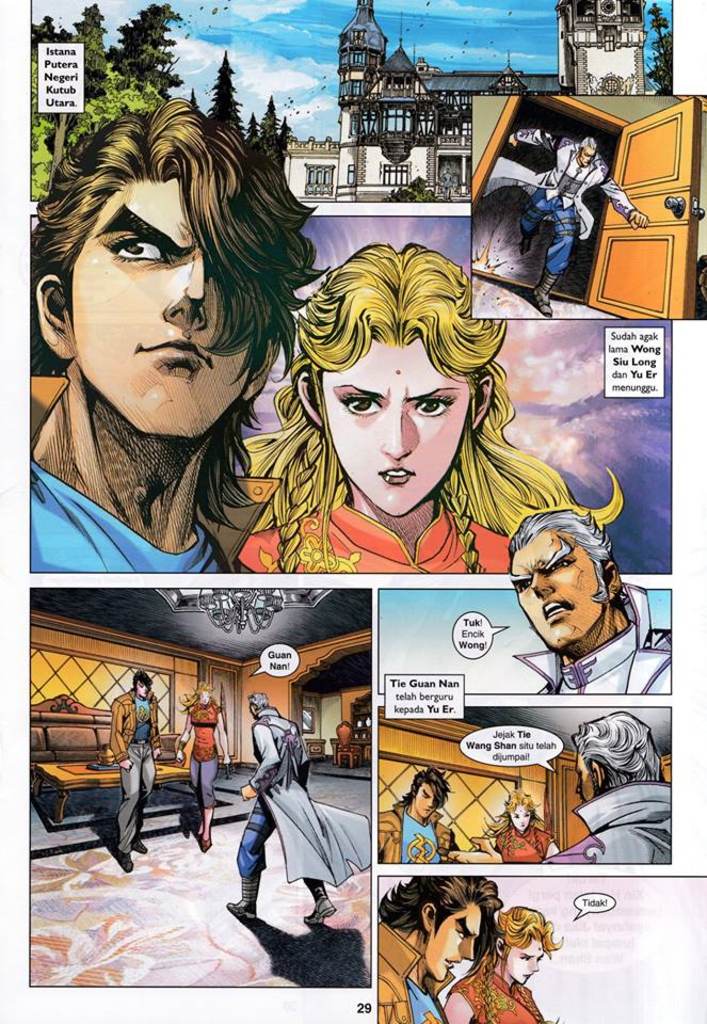 Istana
Putera
Negeri
Kutub
Utara.
Sudah agak
lama Wong
Siu Long
dan Yu Er
menunggu.
Guan
Nan!
Tuk!
Encik
Wong!
Tie Guan Nan
telah berguru
kepada Yu Er.
Jejak Tie
Wang Shan situ telah
dijumpai!
Tidak!
29